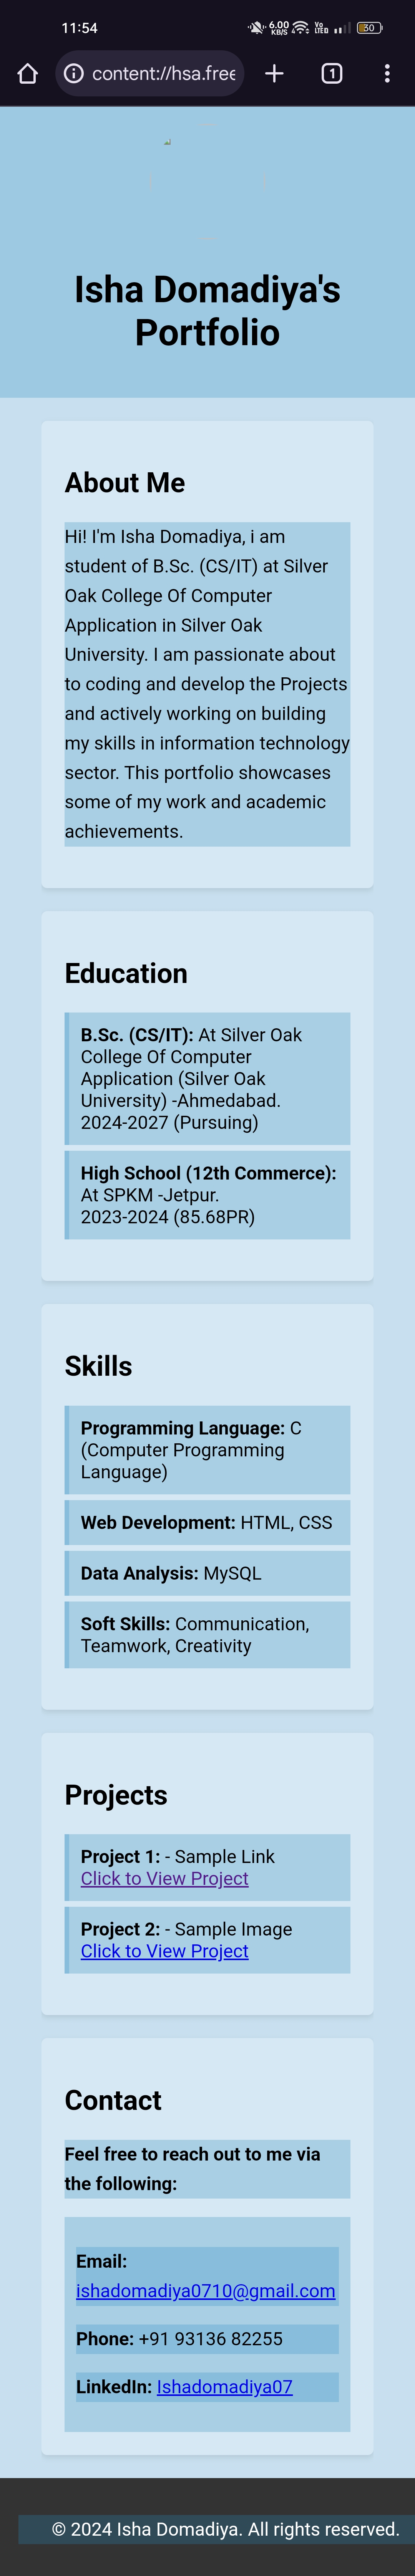 11:54
6.00
KB/S
Vo
LTED
30
content://hsa.free
1
Isha Domadiya's
Portfolio
About Me
Hi! I'm Isha Domadiya, i am
student of B.Sc. (CS/IT) at Silver
Oak College Of Computer
Application in Silver Oak
University. I am passionate about
to coding and develop the Projects
and actively working on building
my skills in information technology
sector. This portfolio showcases
some of my work and academic
achievements.
Education
B.Sc. (CS/IT): At Silver Oak
College Of Computer
Application (Silver Oak
University) -Ahmedabad.
2024-2027 (Pursuing)
High School (12th Commerce):
At SPKM -Jetpur.
2023-2024 (85.68PR)
Skills
Programming Language: C
(Computer Programming
Language)
Web Development: HTML, CSS
Data Analysis: MySQL
Soft Skills: Communication,
Teamwork, Creativity
Projects
Project 1: - Sample Link
Click to View Project
Project 2: - Sample Image
Click to View Project
Contact
Feel free to reach out to me via
the following:
Email:
ishadomadiya0710@gmail.com
Phone: +91 93136 82255
LinkedIn: Ishadomadiya07
© 2024 Isha Domadiya. All rights reserved.